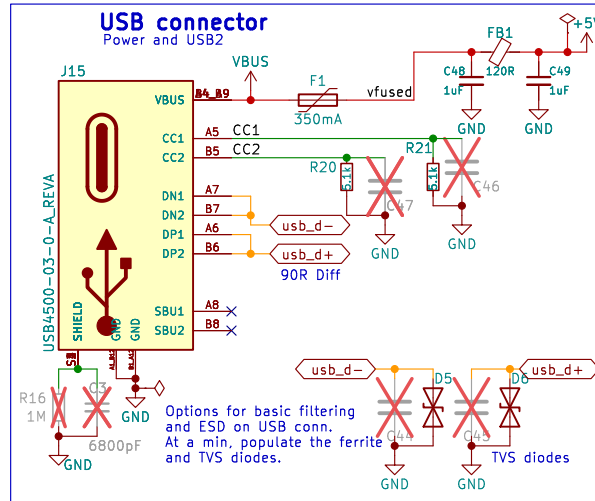 USB connector
Power and USB2
+5V
FB1
J15
VBUS
C48
120R
C49
F1
1uF
vfused
1uF
VBUS
350mA
GND
GND
CC1
A5
CC1
CC2
B5
CC2
R20
R21
5.1k
5.1k
C46
DN1
A7
C47
DN2
B7
usb_d-
GND
GND
DP1
A6
DP2
B6
usb_d+
90R Diff
USB4500-03-0-A_REVA
SBU1
A8
SBU2
B8
SHIELD
GND
GND
usb_d-
usb_d+
D5
D6
R16
C3
1M
GND
C44
C45
6800pF
GND
GND
GND
TVS diodes
Options for basic filtering
and ESD on USB conn.
At a min, populate the ferrite
and TVS diodes.